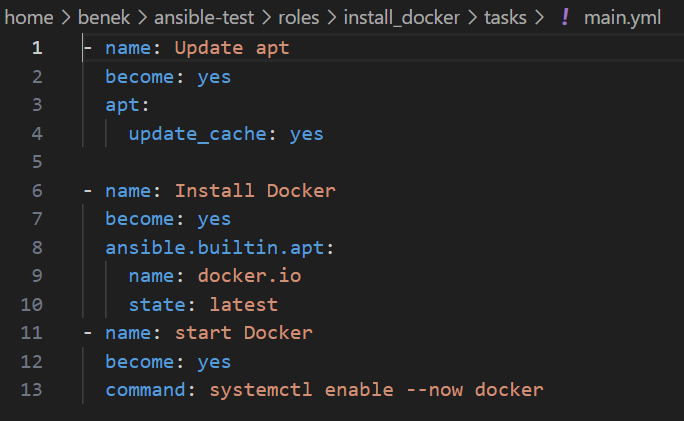 home > benek > ansible-test > roles > install_docker > tasks > ! main.yml
1 - name: Update apt
2 become: yes
3 apt:
4 update_cache: yes
5
6 - name: Install Docker
7 become: yes
8 ansible.builtin.apt:
9 name: docker.io
10 state: latest
11 - name: start Docker
12 become: yes
13 command: systemctl enable --now docker